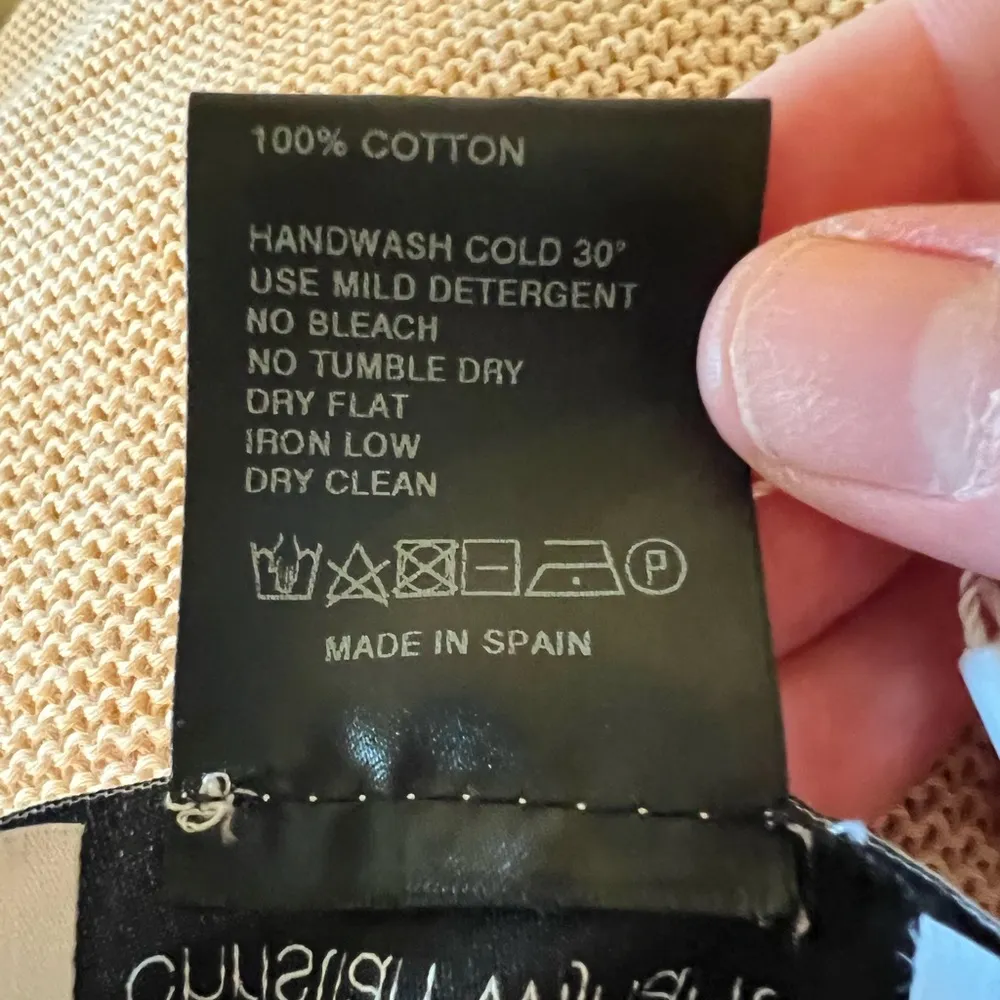 100% COTTON
HANDWASH COLD 30°
USE MILD DETERGENT
NO BLEACH
NO TUMBLE DRY
DRY FLAT
IRON LOW
DRY CLEAN
P
MADE IN SPAIN